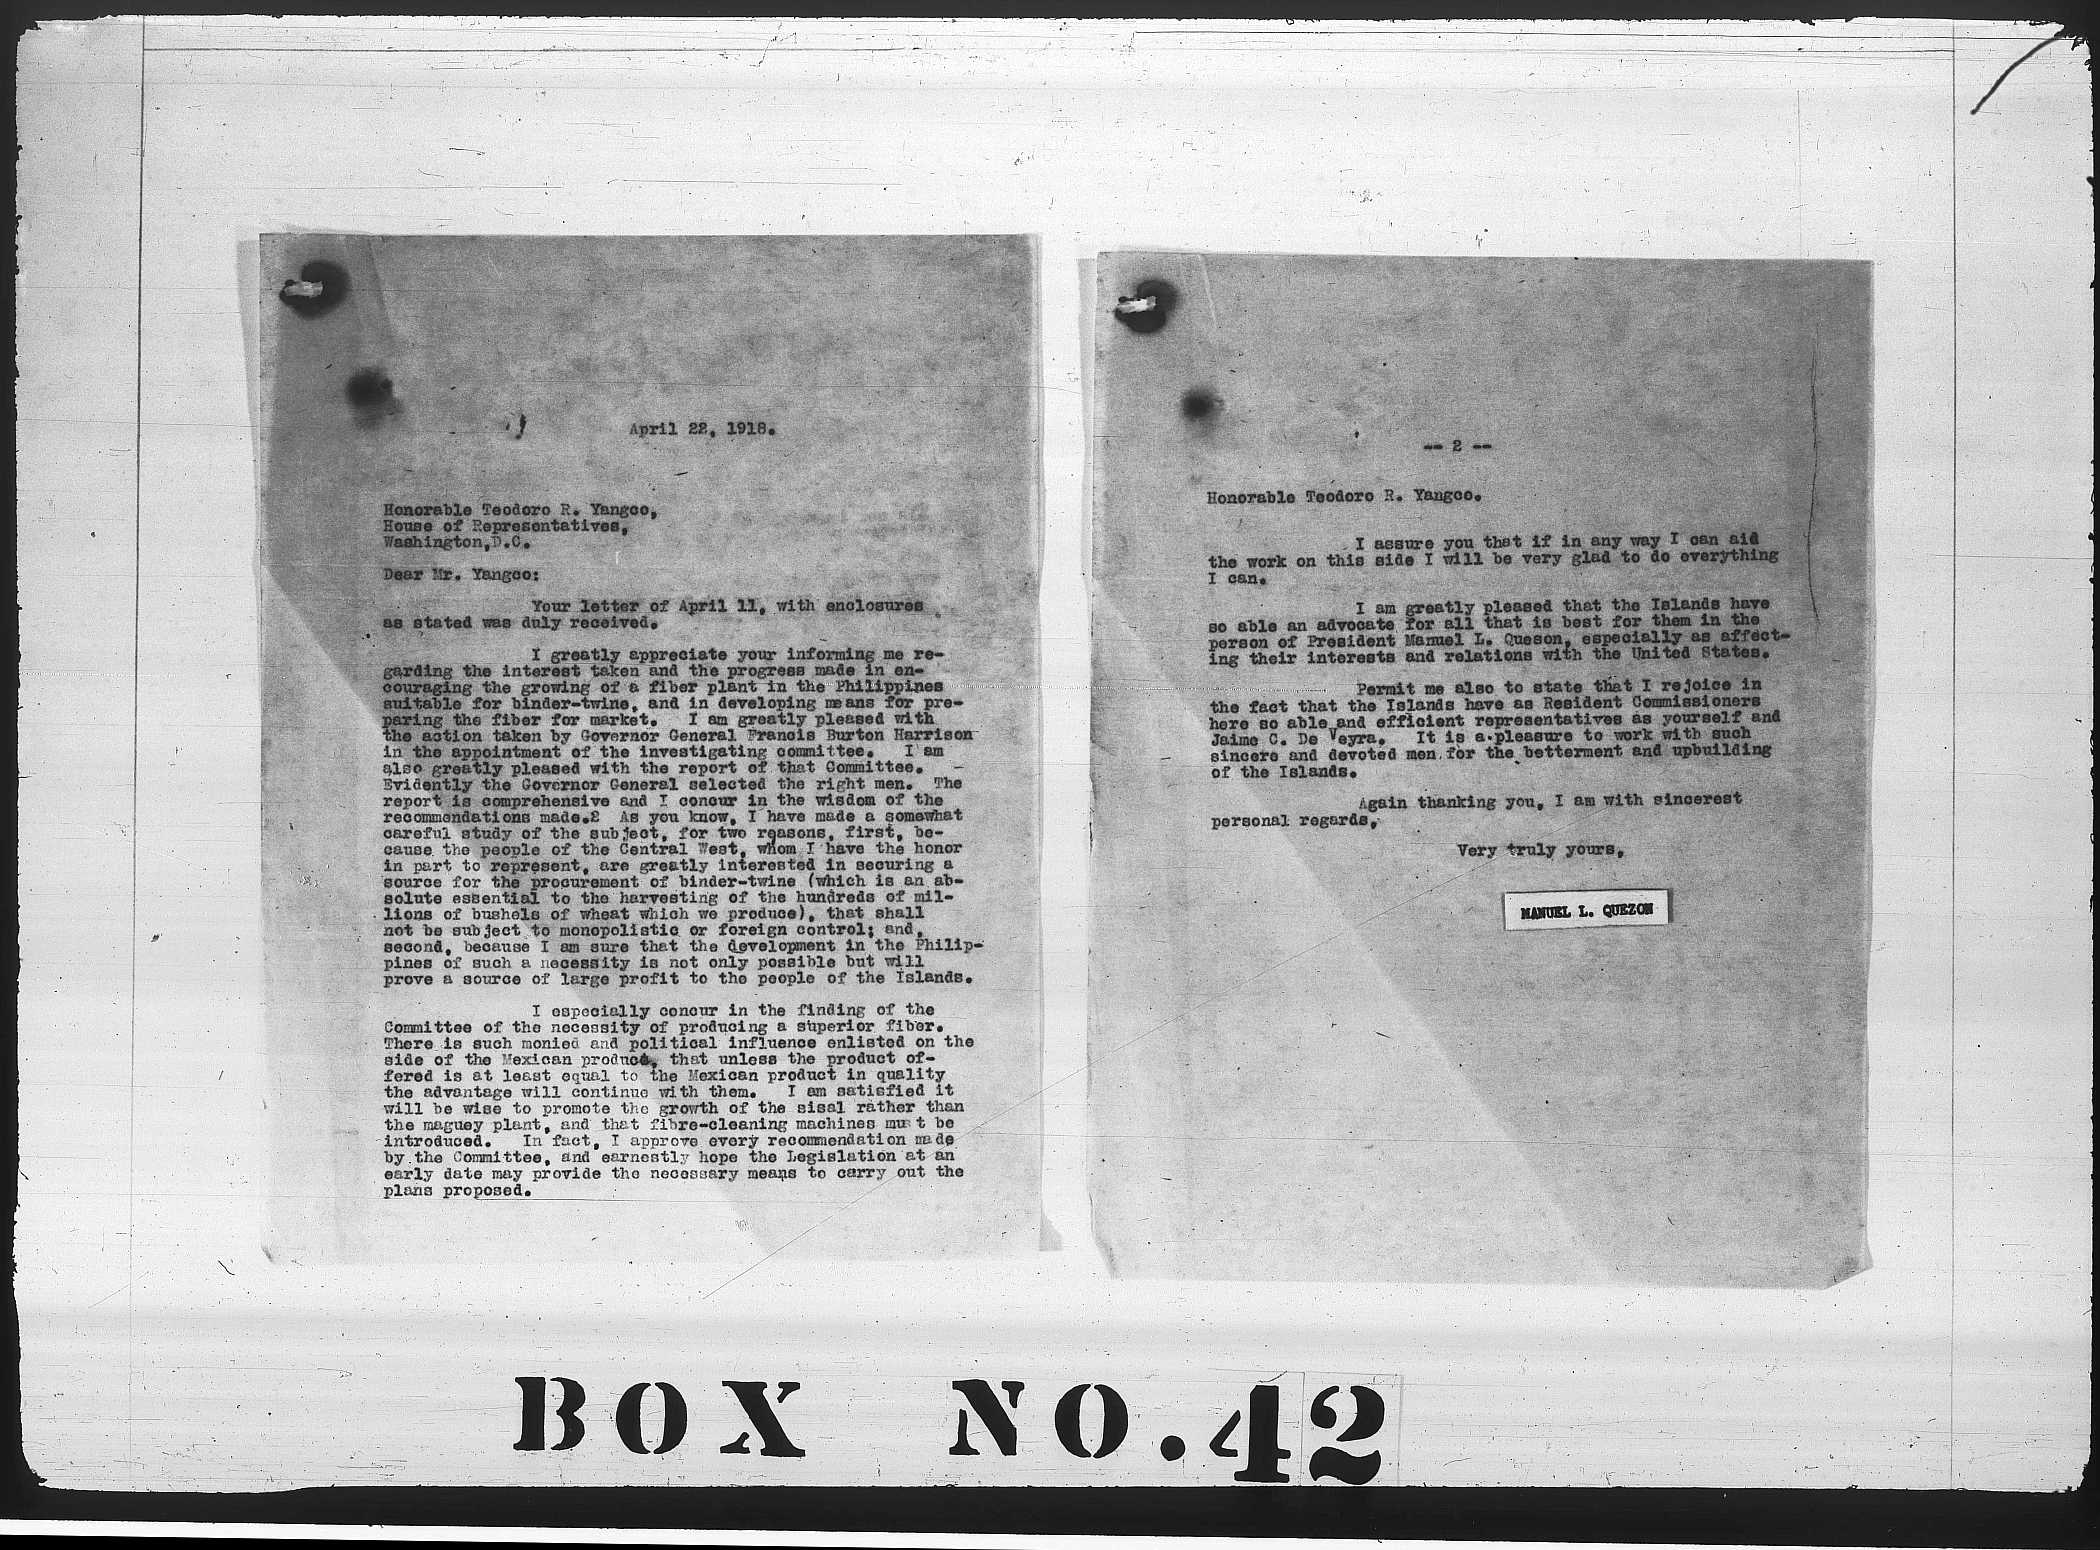 April 22, 1918.
Honorable Teodoro R. Yangco,
House of Representatives,
Washington,D.C.
Dear Mr. Yangco:
Your letter of April 11, with enclosures
as stated was duly received.
I greatly appreciate your informing me re-
garding the interest taken and the progress made in en-
couraging the growing of a fiber plant in the Philippines
suitable for binder-twine, and in developing means for pre-
paring the fiber for market. I am greatly pleased with
the action taken by Governor General Francis Burton Harrison
in the appointment of the investigating committee. I am
also greatly pleased with the report of that Committee.
Evidently the Governor General selected the right men. The
report is comprehensive and I concur in the wisdom of the
recommendations made.2 As you know, I have made a somewhat
careful study of the subject, for two reasons, first, be-
cause the people of the Central West, whom I have the honor
in part to represent, are greatly interested in securing a
source for the procurement of binder-twine (which is an ab-
solute essential to the harvesting of the hundreds of mil-
lions of bushels of wheat which we produce), that shall
not be subject to monopolistic or foreign control; and,
second, because I am sure that the development in the Philip-
pines of such a necessity is not only possible but will
prove a source of large profit to the people of the Islands.
I especially concur in the finding of the
Committee of the necessity of producing a superior fiber.
There is such monied and political influence enlisted on the
side of the Mexican product, that unless the product of-
fered is at least equal to the Mexican product in quality
the advantage will continue with them. I am satisfied it
will be wise to promote the growth of the sisal rather than
the maguey plant, and that fibre-cleaning machines must be
introduced. In fact, I approve every recommendation made
by the Committee, and earnestly hope the Legislation at an
early date may provide the necessary means to carry out the
plans proposed.
-- 2 --
Honorable Teodoro R. Yangco.
I assure you that if in any way I can aid
the work on this side I will be very glad to do everything
I can.
I am greatly pleased that the Islands have
so able an advocate for all that is best for them in the
person of President Manuel L. Queson, especially as affect-
ing their interests and relations with the United States.
Permit me also to state that I rejoice in
the fact that the Islands have as Resident Commissioners
here so able and efficient representatives as yourself and
Jaime C. De Veyra. It is a pleasure to work with such
sincere and devoted men for the betterment and upbuilding
of the Islands.
Again thanking you, I am with sincerest
personal regards,
Very truly yours,
MANUEL L. QUEZON
BOX NO.42